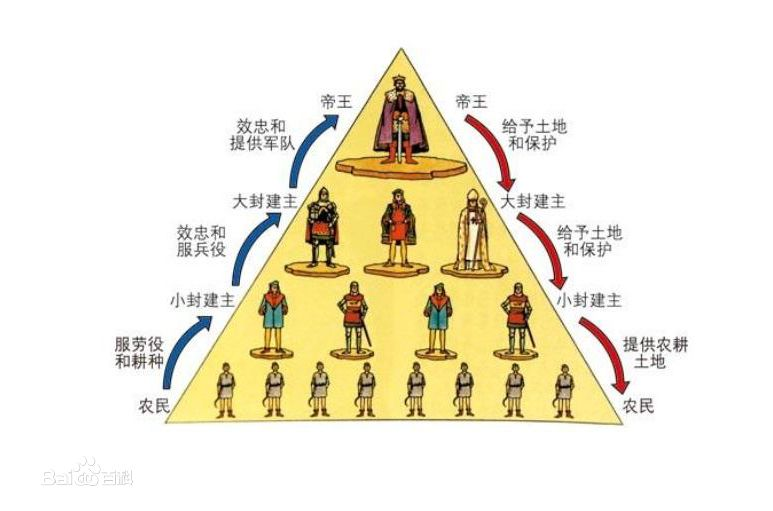 帝王
帝王
效忠和
提供军队
给予土地
和保护
大封建主
大封建主
效忠和
服兵役
给予土地
和保护
小封建主
小封建主
服劳役
和耕种
提供农耕
土地
农民
农民
Baidu百科